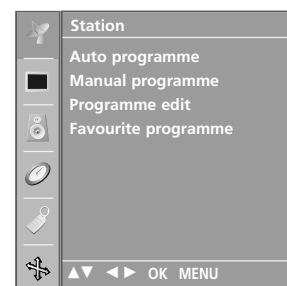 Station
Auto programme
Manual programme
Programme edit
Favourite programme
▲▼ ◄► OK MENU